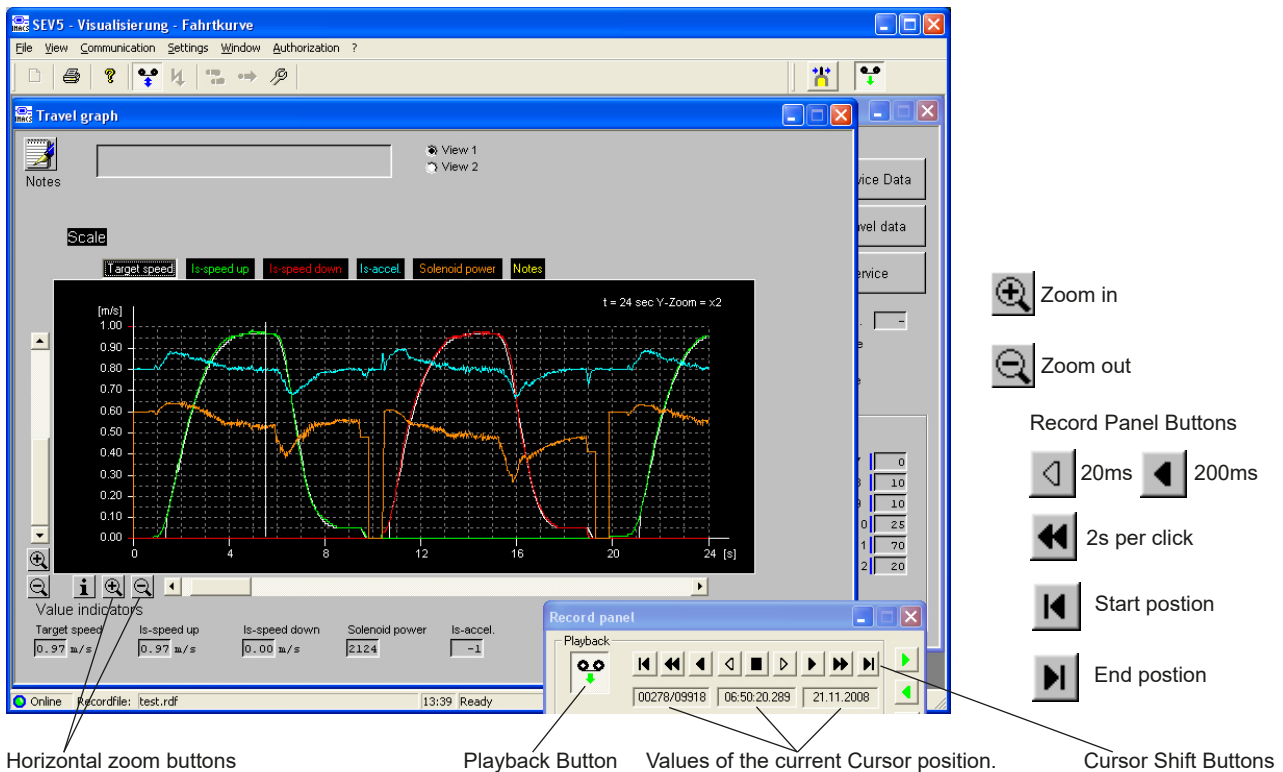 SEV5 - Visualisierung - Fahrtkurve
File View Communication Settings Window Authorization ?
Travel graph
Notes
View 1
View 2
vice Data
avel data
ervice
Scale
Target speed Is-speed up Is-speed down Is-accel. Solenoid power Notes
t = 24 sec Y-Zoom = x2
[m/s]
1.00
0.90
0.80
0.70
0.60
0.50
0.40
0.30
0.20
0.10
0.00
0 4 8 12 16 20 24 [s]
0
10
10
0 25
1 70
2 20
Value indicators
Target speed Is-speed up Is-speed down Solenoid power Is-accel.
0.97 m/s 0.97 m/s 0.00 m/s 2124 -1
Record panel
Playback
00278/09918 06:50:20.289 21.11.2008
Online Recordfile: test.rdf 13:39 Ready
Zoom in
Zoom out
Record Panel Buttons
20ms 200ms
2s per click
Start postion
End postion
Horizontal zoom buttons Playback Button Values of the current Cursor position. Cursor Shift Buttons